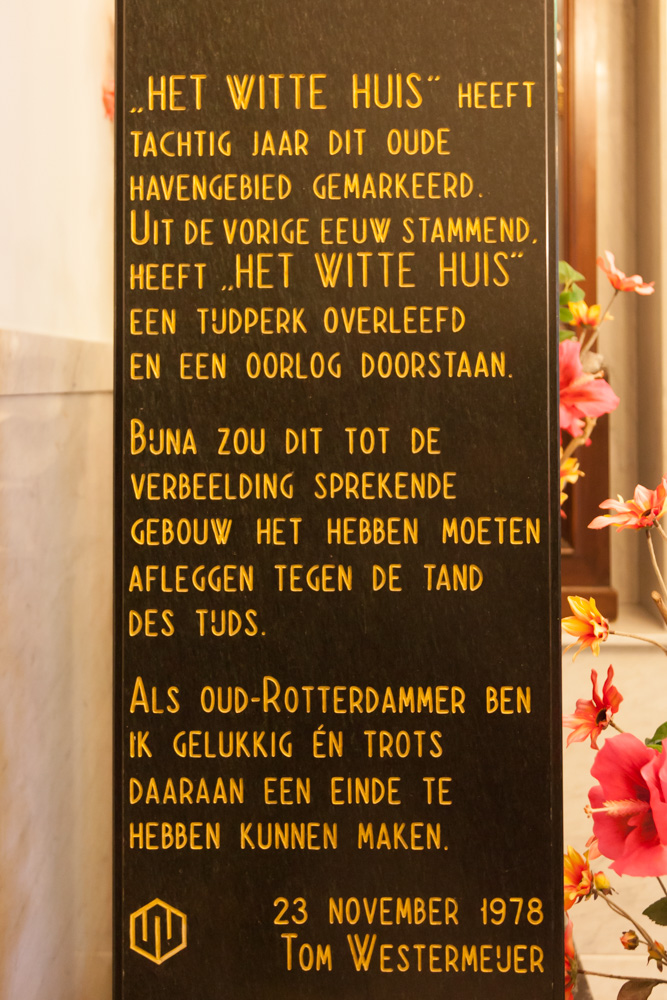 „HET WITTE HUIS” HEEFT
TACHTIG JAAR DIT OUDE
HAVENGEBIED GEMARKEERD.
UIT DE VORIGE EEUW STAMMEND,
HEEFT „HET WITTE HUIS”
EEN TIJDPERK OVERLEEFD
EN EEN OORLOG DOORSTAAN.
BIJNA ZOU DIT TOT DE
VERBEELDING SPREKENDE
GEBOUW HET HEBBEN MOETEN
AFLEGGEN TEGEN DE TAND
DES TIJDS.
ALS OUD-ROTTERDAMMER BEN
IK GELUKKIG ÉN TROTS
DAARAAN EEN EINDE TE
HEBBEN KUNNEN MAKEN.
23 NOVEMBER 1978
TOM WESTERMEIJER